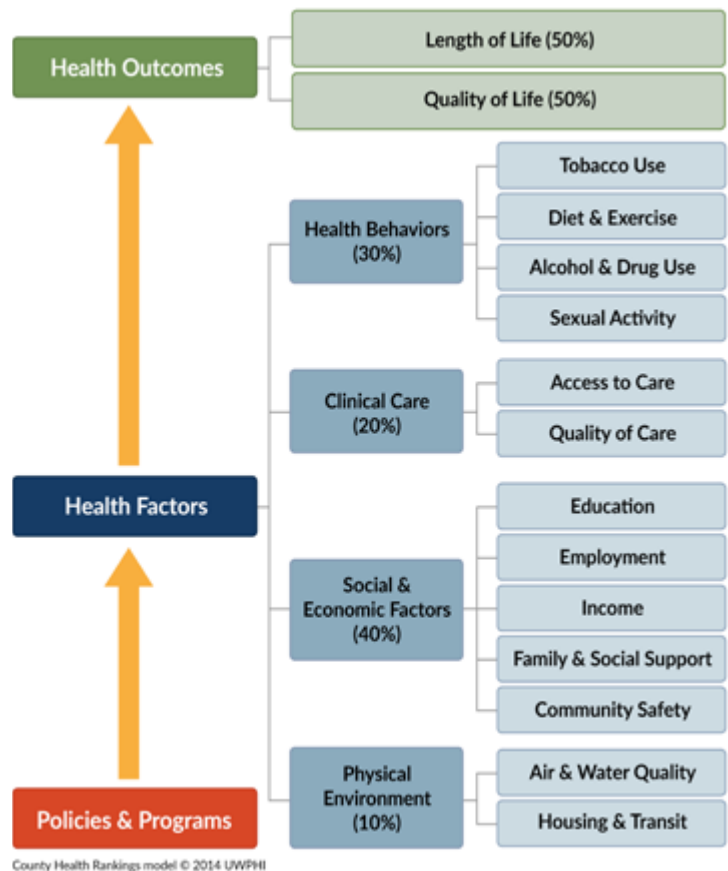 Health Outcomes
Length of Life (50%)
Quality of Life (50%)
Health Factors
Health Behaviors
(30%)
Tobacco Use
Diet & Exercise
Alcohol & Drug Use
Sexual Activity
Clinical Care
(20%)
Access to Care
Quality of Care
Social &
Economic Factors
(40%)
Education
Employment
Income
Family & Social Support
Community Safety
Physical
Environment
(10%)
Air & Water Quality
Housing & Transit
Policies & Programs
County Health Rankings model © 2014 UWPHI